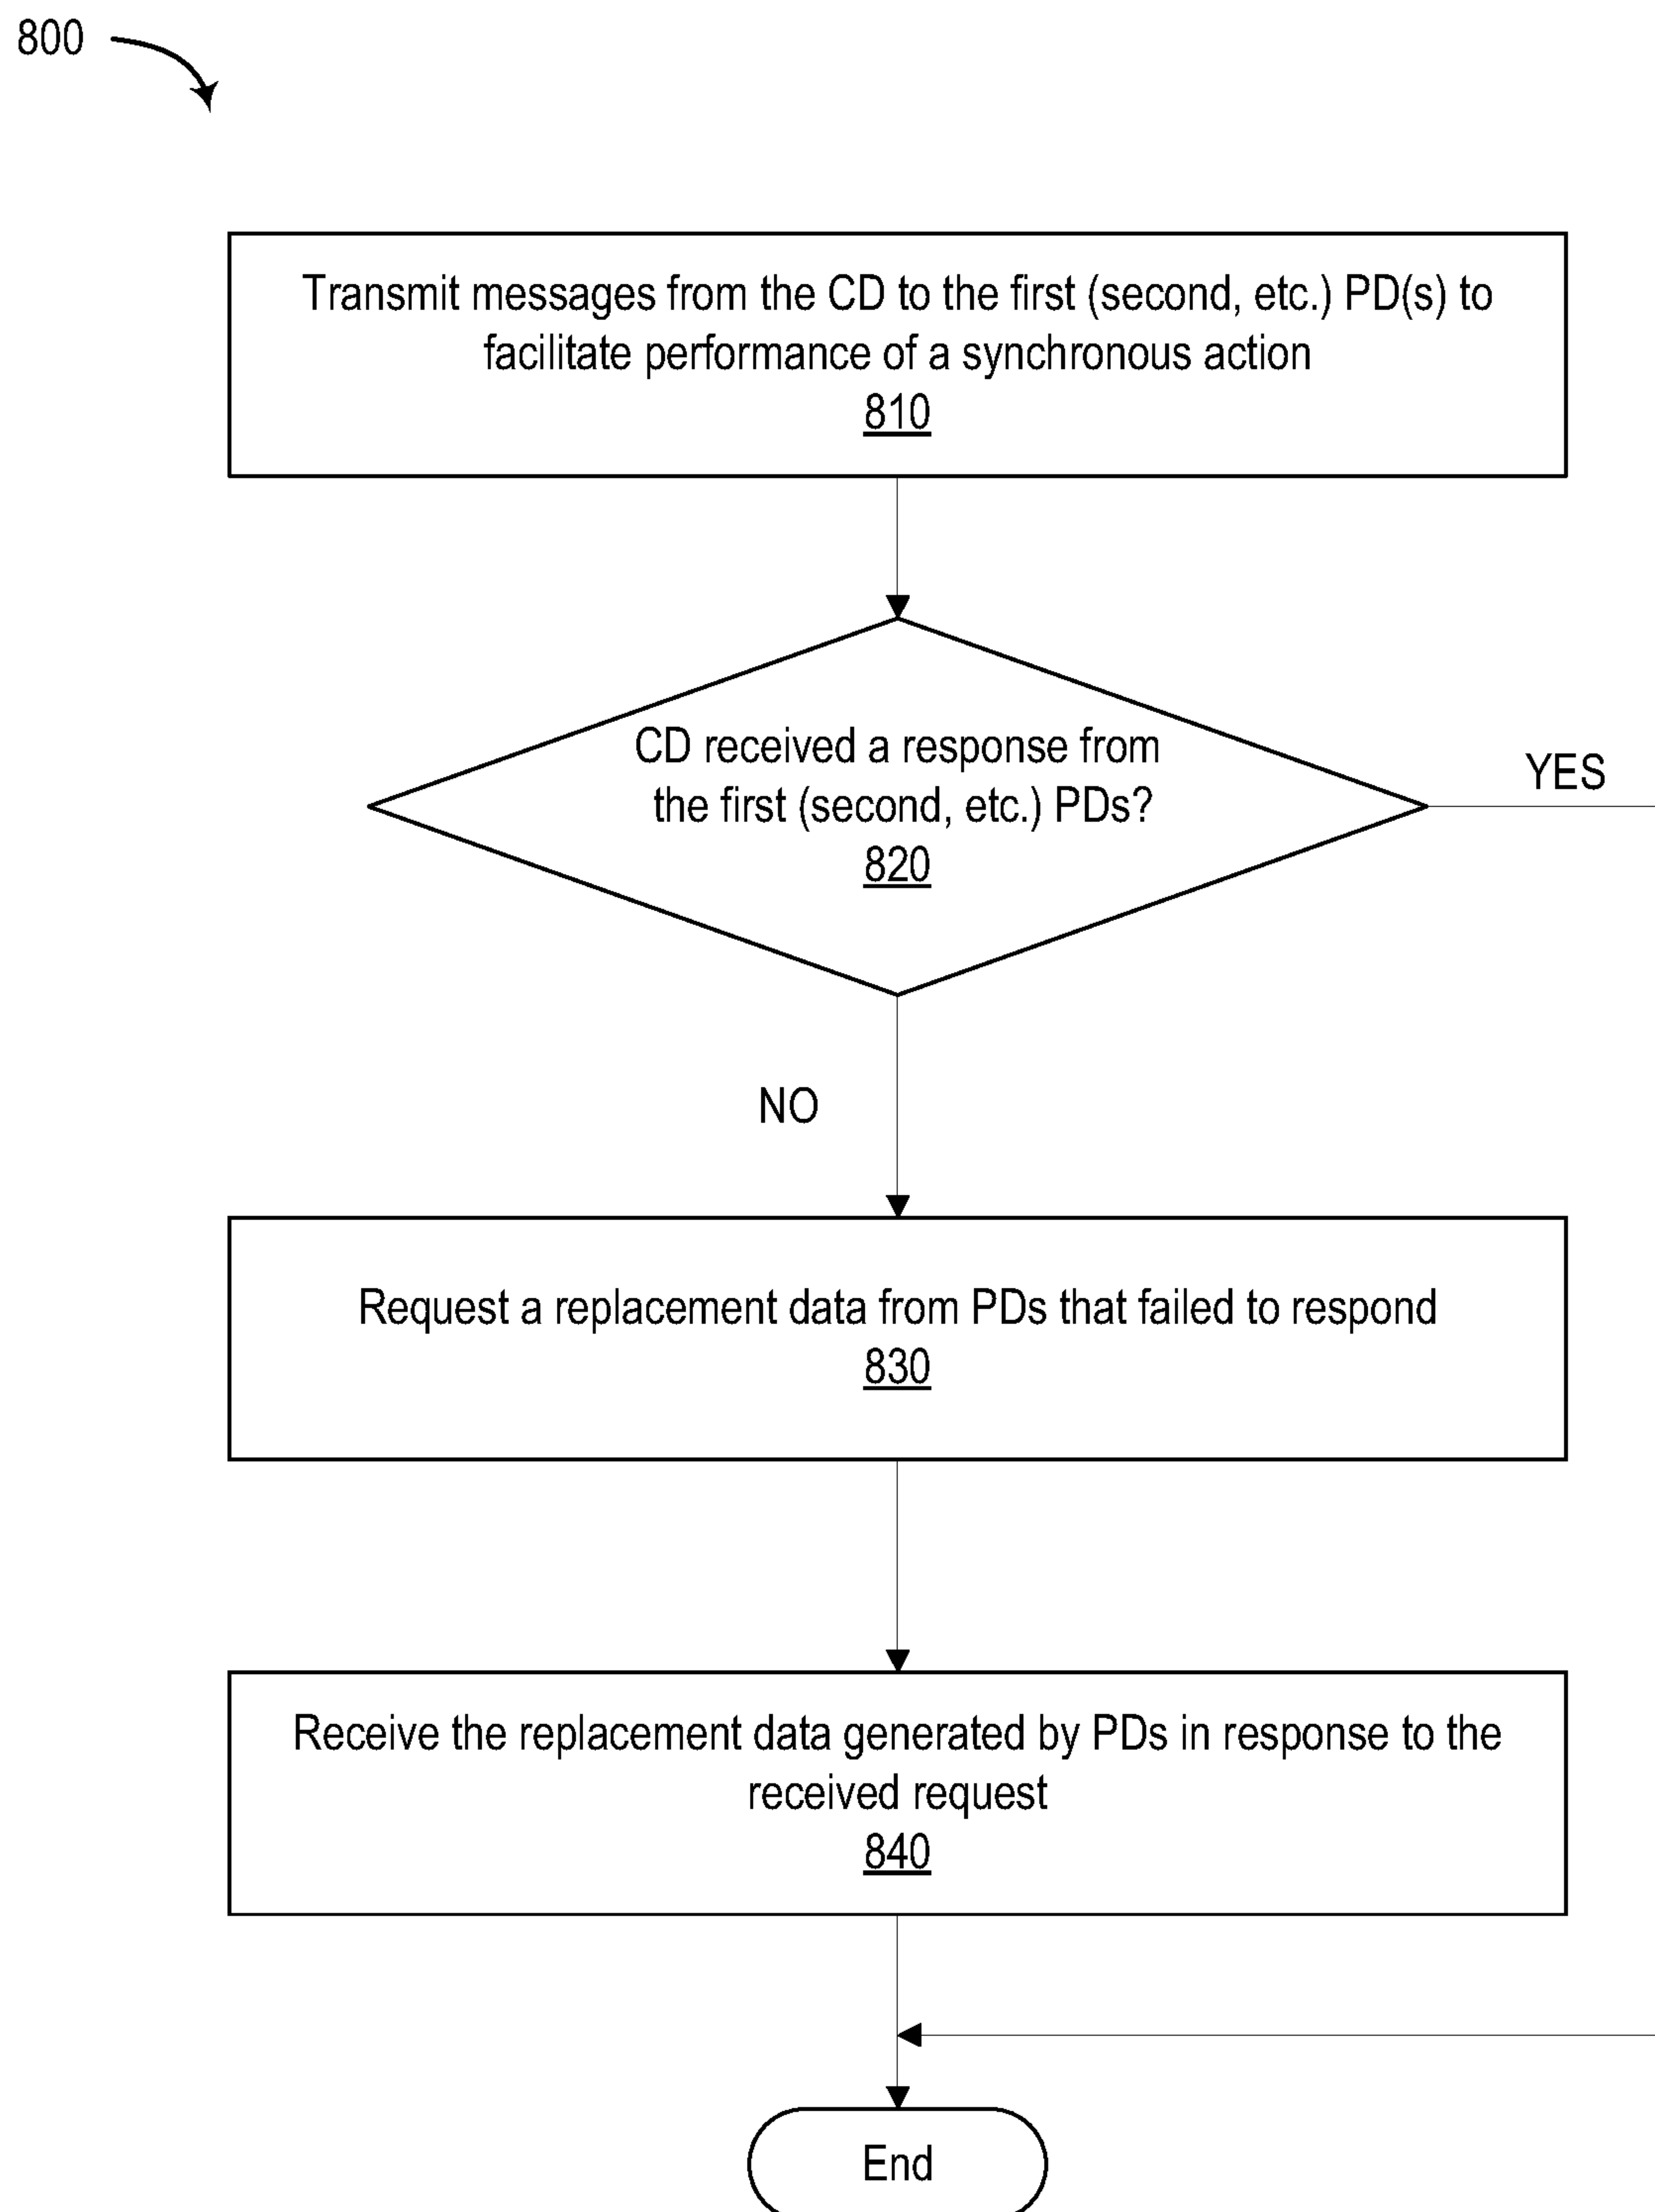 800
Transmit messages from the CD to the first (second, etc.) PD(s) to
facilitate performance of a synchronous action
810
CD received a response from
the first (second, etc.) PDs?
820
YES
NO
Request a replacement data from PDs that failed to respond
830
Receive the replacement data generated by PDs in response to the
received request
840
End